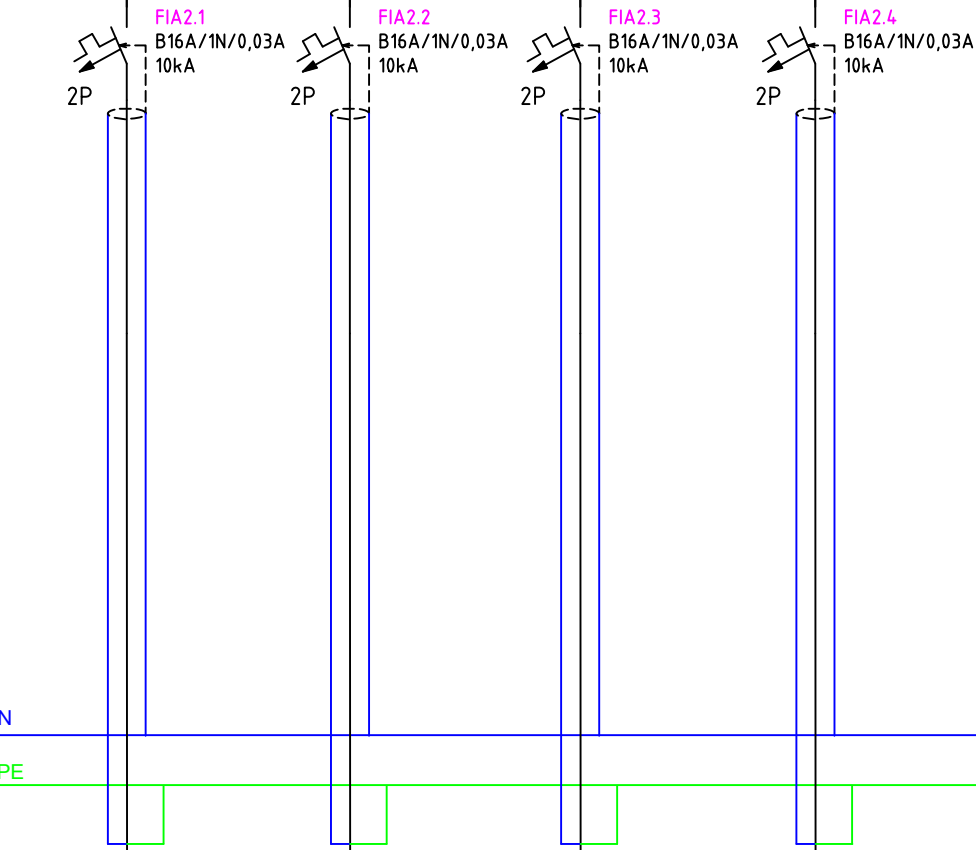 FIA2.1
B16A/1N/0,03A
10kA
2P
FIA2.2
B16A/1N/0,03A
10kA
2P
FIA2.3
B16A/1N/0,03A
10kA
2P
FIA2.4
B16A/1N/0,03A
10kA
2P
N
PE